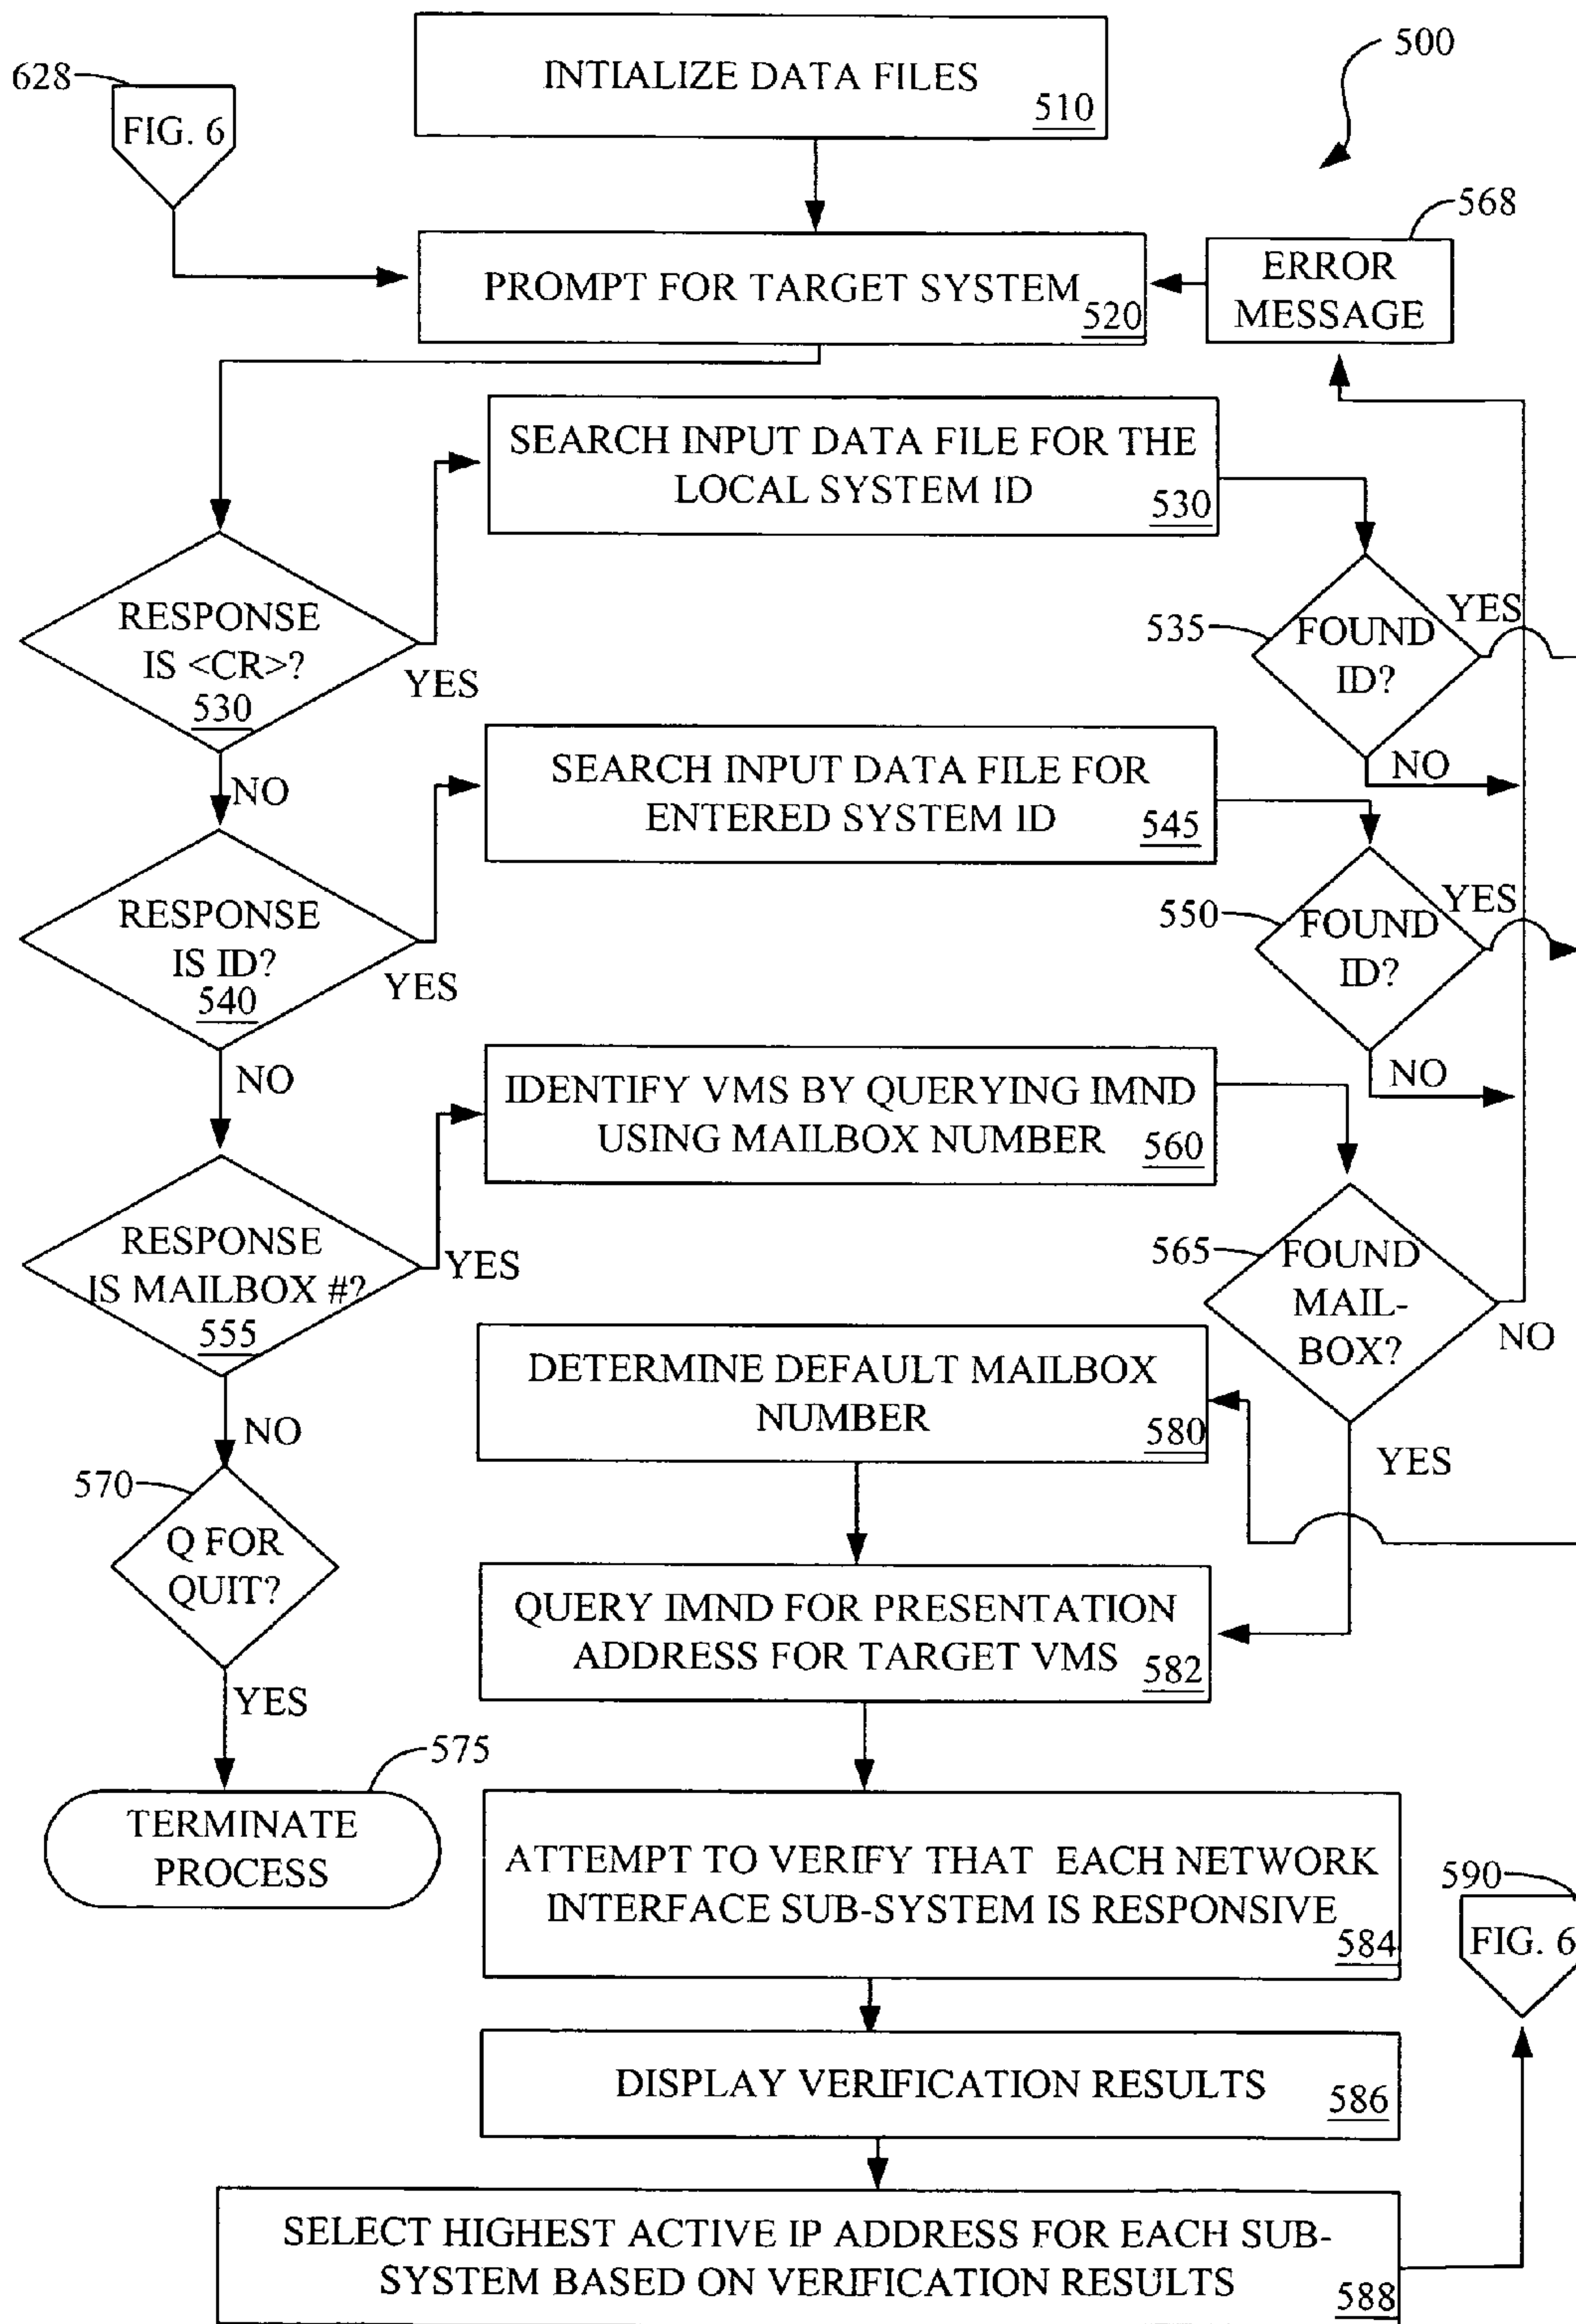 628
FIG. 6
INTIALIZE DATA FILES
510
500
PROMPT FOR TARGET SYSTEM
520
568
ERROR
MESSAGE
SEARCH INPUT DATA FILE FOR THE
LOCAL SYSTEM ID
530
RESPONSE
IS <CR>?
530
YES
535
FOUND
ID?
YES
NO
NO
SEARCH INPUT DATA FILE FOR
ENTERED SYSTEM ID
545
RESPONSE
IS ID?
540
YES
550
FOUND
ID?
YES
NO
NO
IDENTIFY VMS BY QUERYING IMND
USING MAILBOX NUMBER
560
RESPONSE
IS MAILBOX #?
555
YES
565
FOUND
MAIL-
BOX?
NO
YES
DETERMINE DEFAULT MAILBOX
NUMBER
580
NO
570
Q FOR
QUIT?
YES
QUERY IMND FOR PRESENTATION
ADDRESS FOR TARGET VMS
582
575
TERMINATE
PROCESS
ATTEMPT TO VERIFY THAT EACH NETWORK
INTERFACE SUB-SYSTEM IS RESPONSIVE
584
590
FIG. 6
DISPLAY VERIFICATION RESULTS
586
SELECT HIGHEST ACTIVE IP ADDRESS FOR EACH SUB-
SYSTEM BASED ON VERIFICATION RESULTS
588